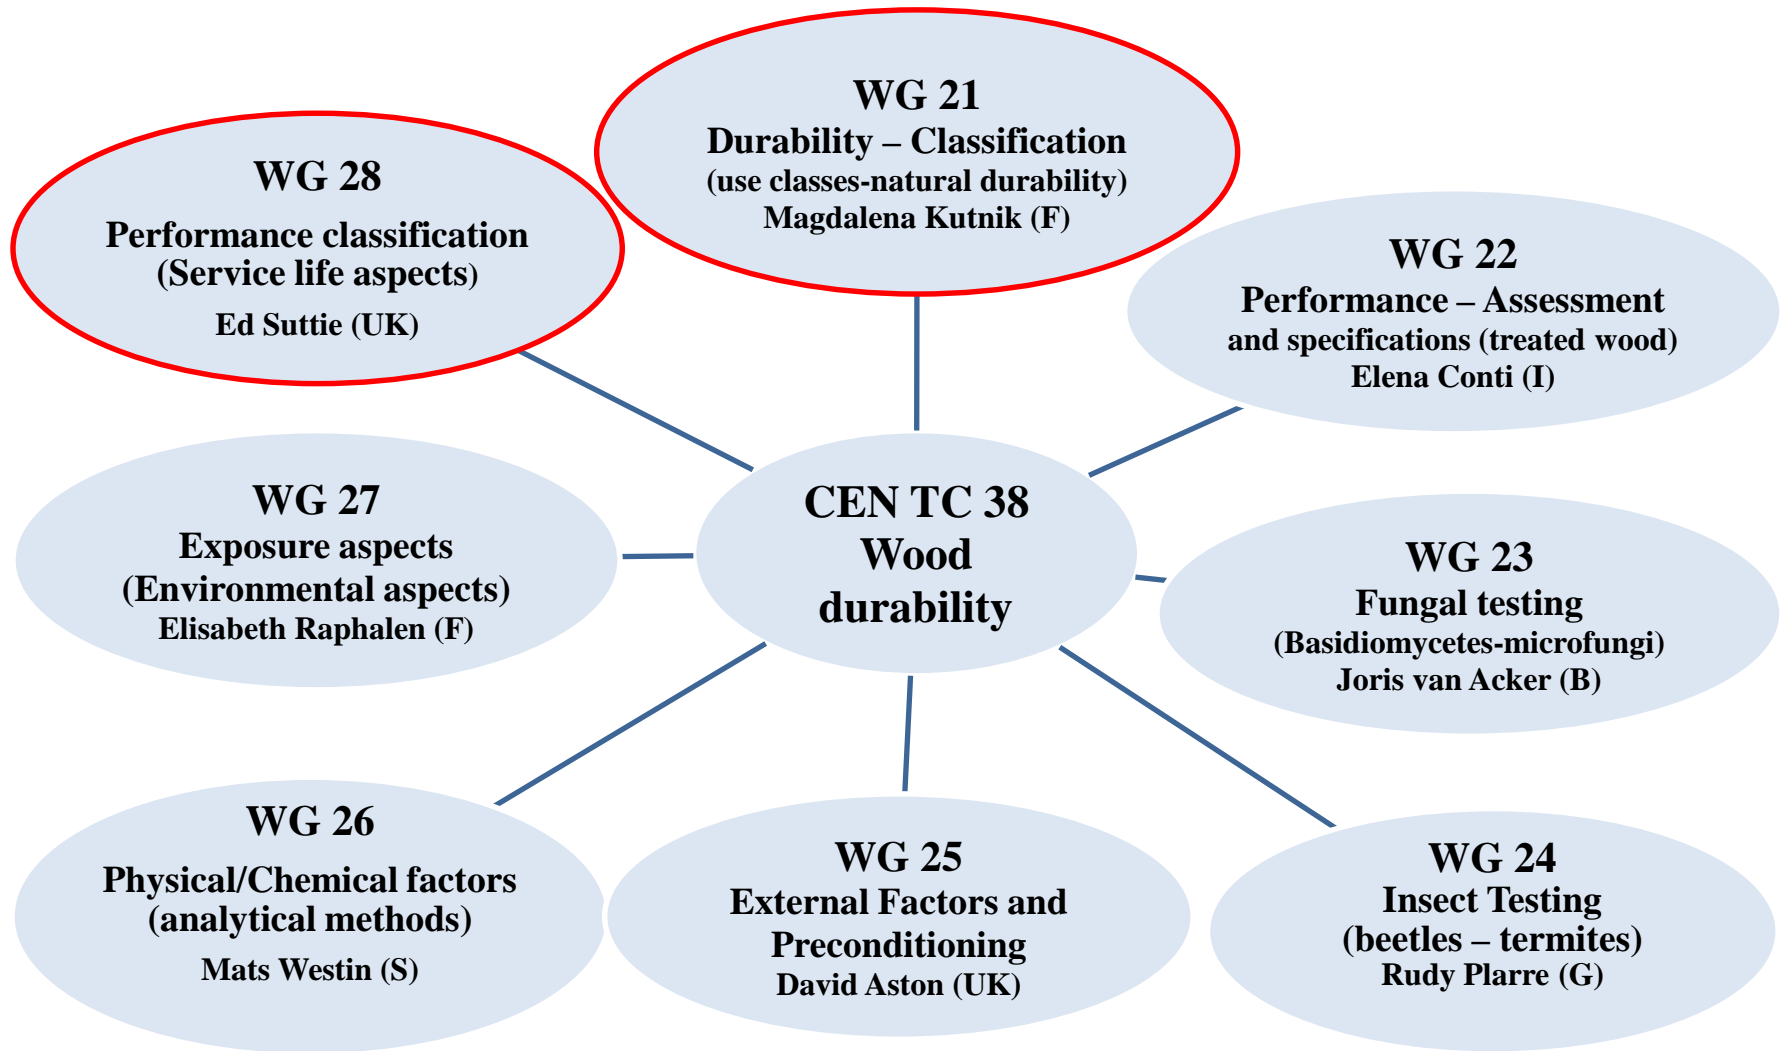 WG 21
Durability – Classification
(use classes-natural durability)
Magdalena Kutnik (F)
WG 28
Performance classification
(Service life aspects)
Ed Suttie (UK)
WG 22
Performance – Assessment
and specifications (treated wood)
Elena Conti (I)
WG 27
Exposure aspects
(Environmental aspects)
Elisabeth Raphalen (F)
CEN TC 38
Wood
durability
WG 23
Fungal testing
(Basidiomycetes-microfungi)
Joris van Acker (B)
WG 26
Physical/Chemical factors
(analytical methods)
Mats Westin (S)
WG 25
External Factors and
Preconditioning
David Aston (UK)
WG 24
Insect Testing
(beetles – termites)
Rudy Plarre (G)